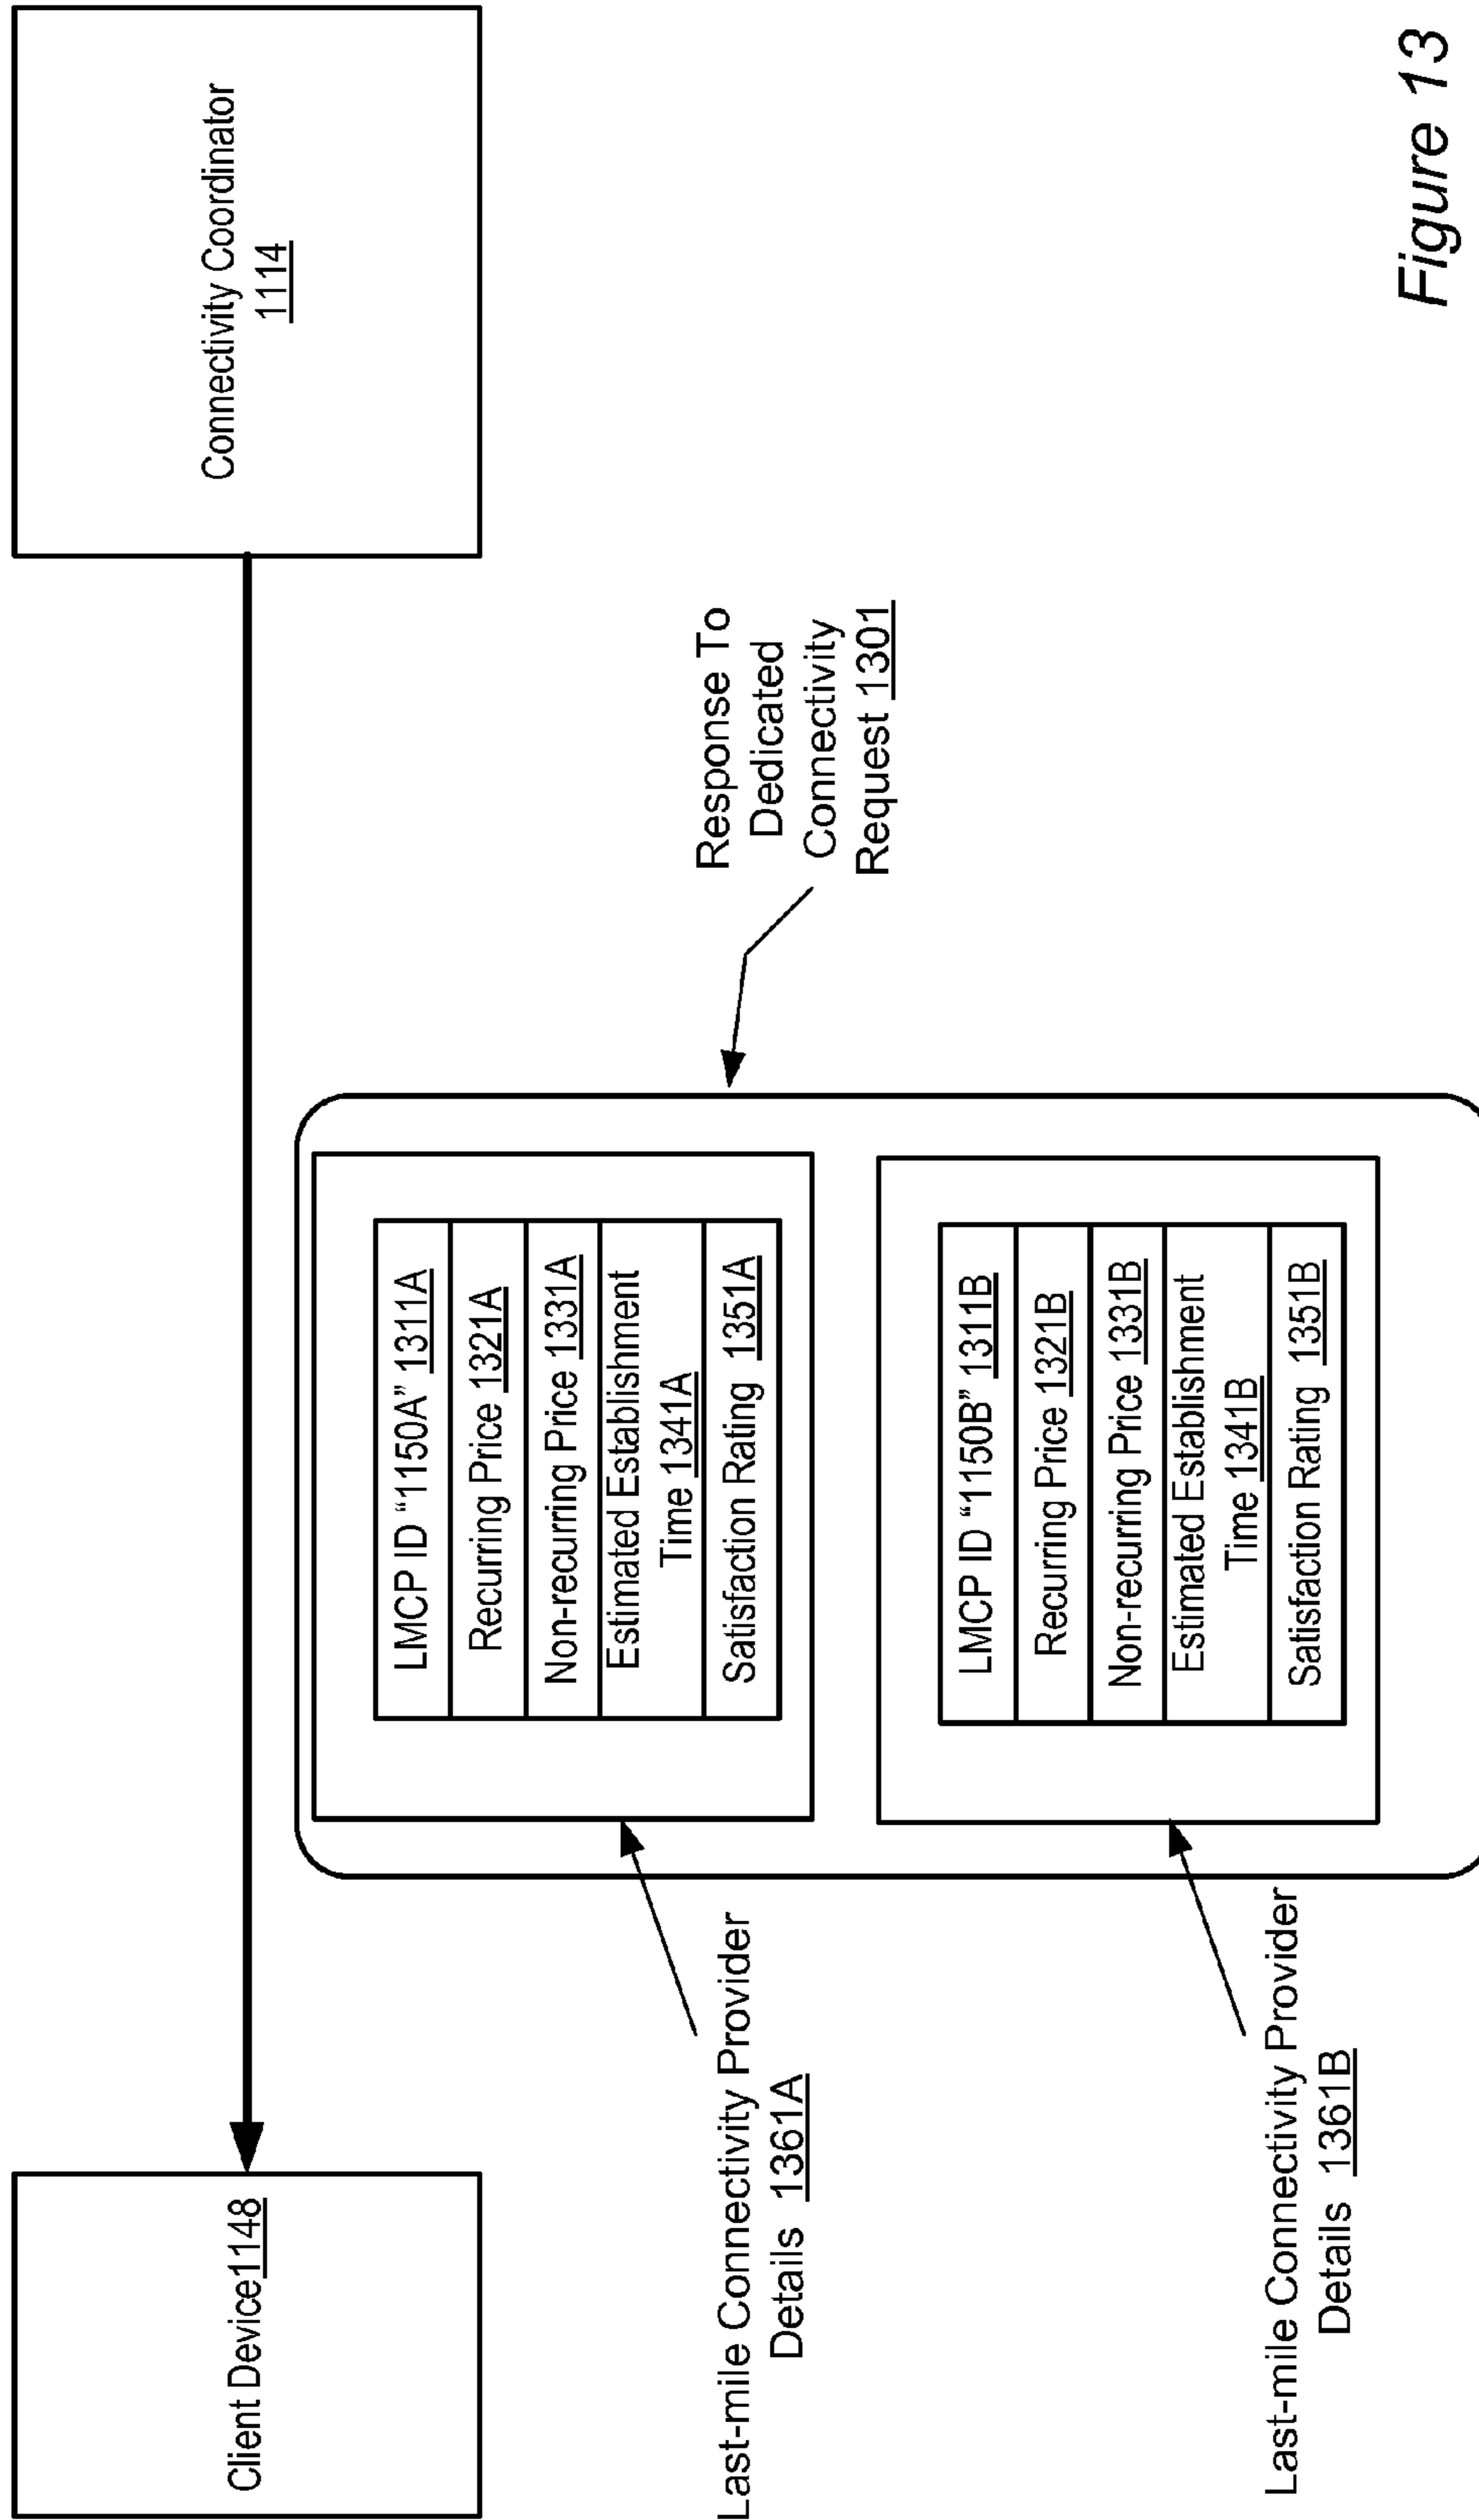 Client Device1148
Connectivity Coordinator
1114
Response To
Dedicated
Connectivity
Request 1301
LMCP ID “1150A” 1311A
Recurring Price 1321A
Non-recurring Price 1331A
Estimated Establishment
Time 1341A
Satisfaction Rating 1351A
Last-mile Connectivity Provider
Details 1361A
LMCP ID “1150B” 1311B
Recurring Price 1321B
Non-recurring Price 1331B
Estimated Establishment
Time 1341B
Satisfaction Rating 1351B
Last-mile Connectivity Provider
Details 1361B
Figure 13